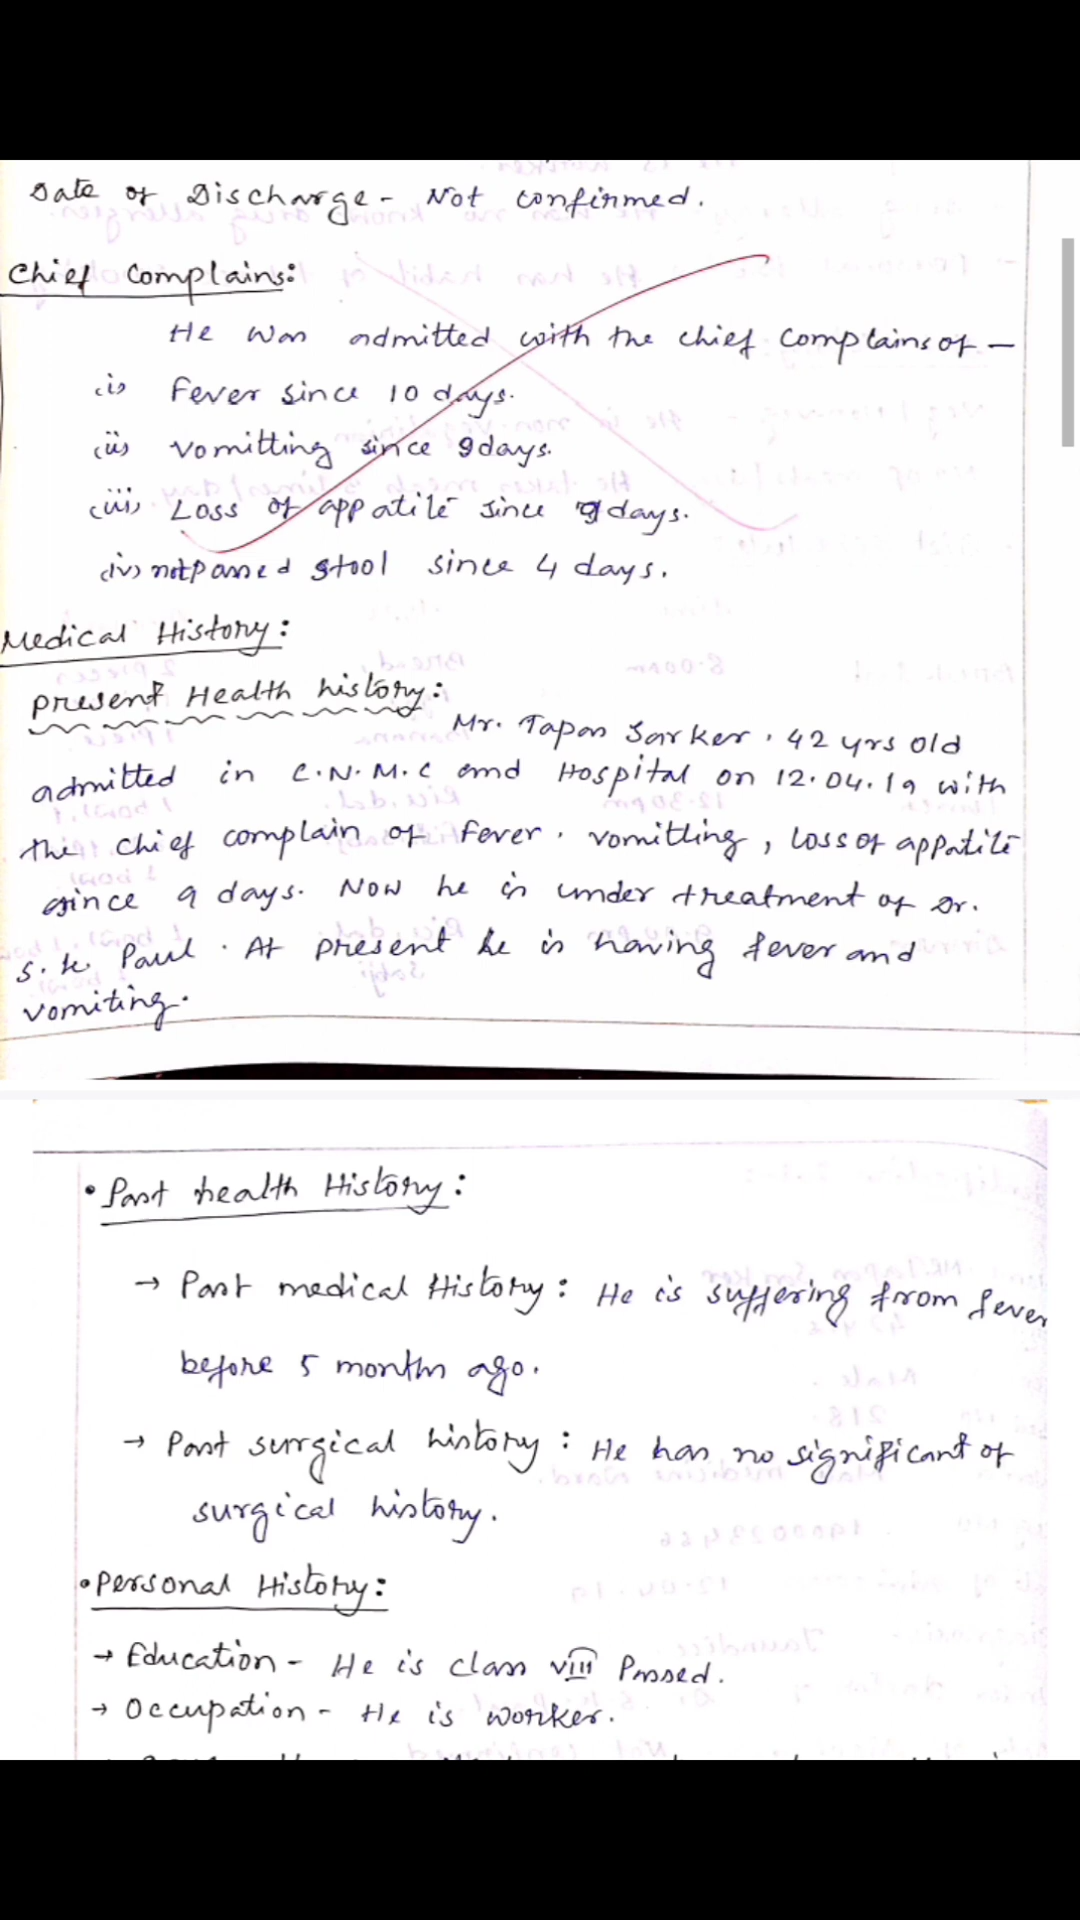 Date of Discharge - Not confirmed.
Chief Complains:
He was admitted with the chief complains of -
(i) Fever since 10 days.
(ii) vomitting since 9 days.
(iii) Loss of appatite since 9 days.
(iv) not passed stool since 4 days.
Medical History:
Present Health history:
Mr. Tapan Sarker, 42 yrs old
admitted in C.N.M.C and Hospital on 12.04.19 with
the chief complain of fever, vomitting, loss of appatite
since 9 days. Now he is under treatment of Dr.
S.K Paul. At present he is having fever and
vomiting.
• Past health History:
→ Past medical History: He is suffering from fever
before 5 months ago.
→ Past surgical history: He has no significant of
surgical history.
• Personal History:
→ Education - He is class VIII Passed.
→ Occupation - He is worker.